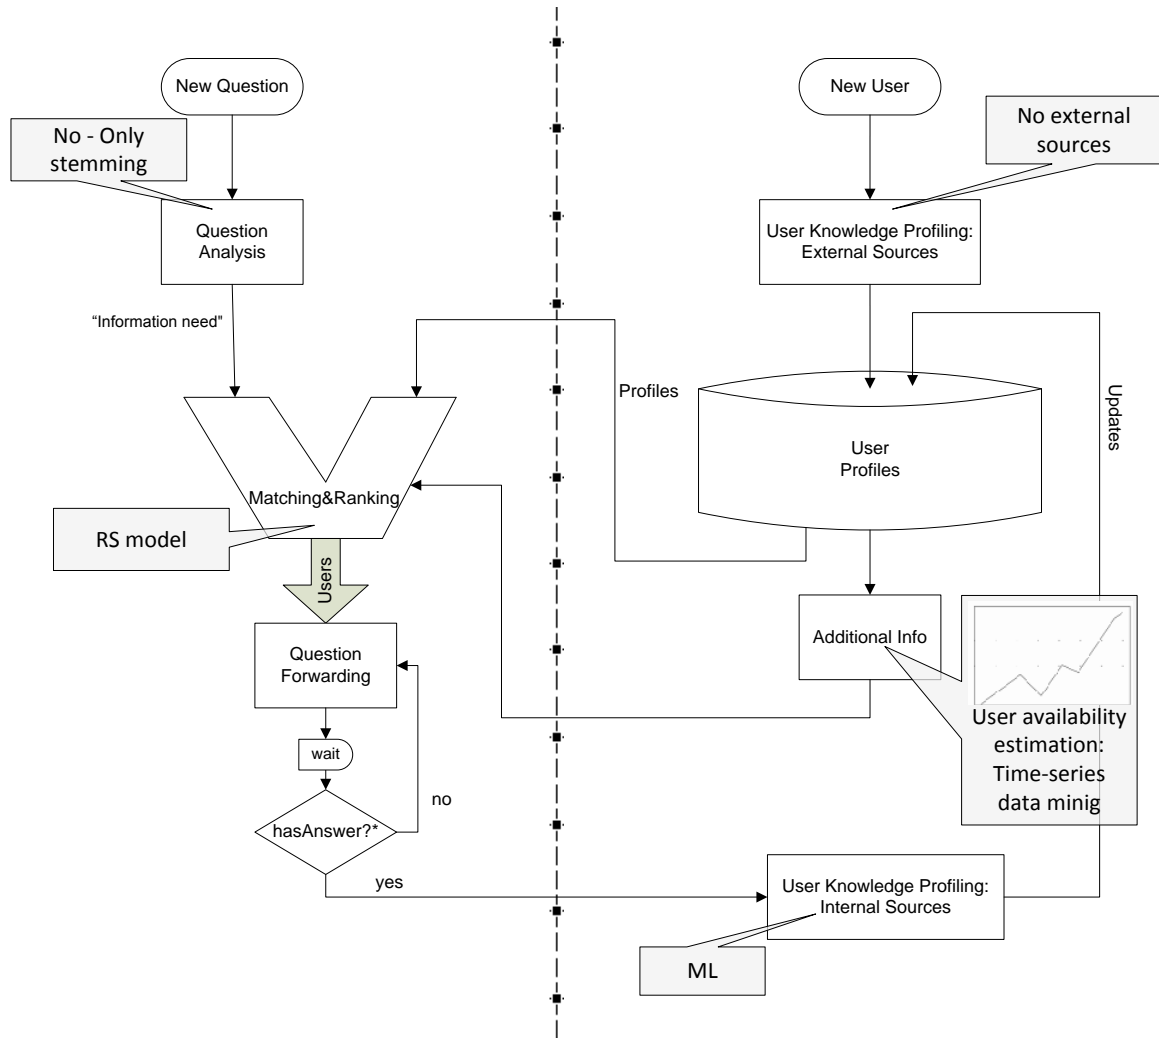 New Question
New User
No - Only
stemming
No external
sources
Question
Analysis
User Knowledge Profiling:
External Sources
“Information need"
Profiles
Updates
User
Profiles
Matching&Ranking
RS model
Users
Additional Info
Question
Forwarding
User availability
estimation:
Time-series
data minig
wait
no
hasAnswer?*
yes
User Knowledge Profiling:
Internal Sources
ML